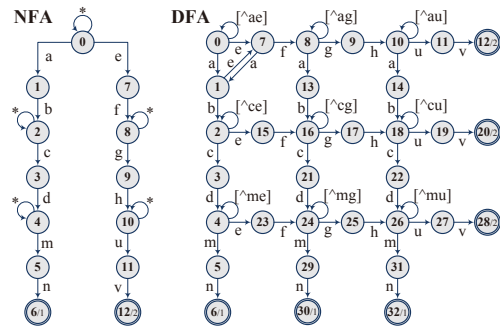 NFA
DFA
* 0
a e
1 7
b f
* 2 8 *
c g
3 9
d h
* 4 10 *
m u
5 11
n v
6/1 12/2
[^ae] [^ag] [^au]
0 e 7 f 8 g 9 h 10 u 11 v 12/2
a e a a a
1 13 14
b [^ce] b [^cg] b [^cu]
2 e 15 f 16 g 17 h 18 u 19 v 20/2
c c c
3 21 22
d [^me] d [^mg] d [^mu]
4 e 23 f 24 g 25 h 26 u 27 v 28/2
m m m
5 29 31
n n n
6/1 30/1 32/1